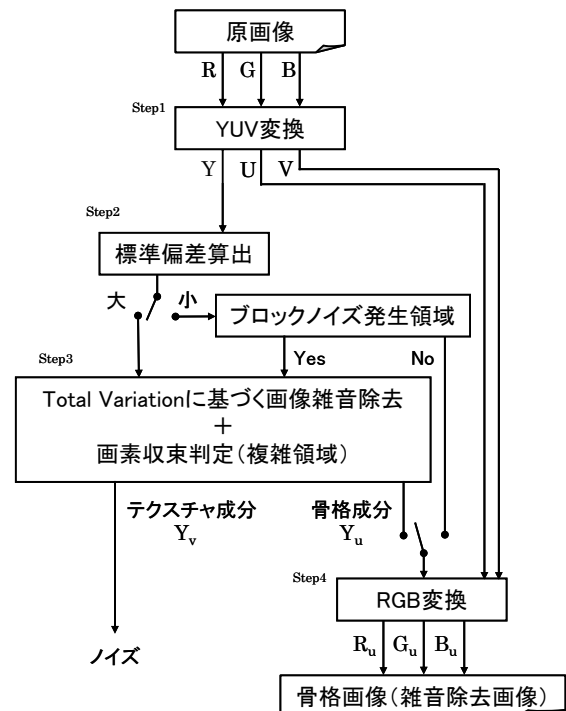 原画像
R G B
Step1
YUV変換
Y U V
Step2
標準偏差算出
大 小
ブロックノイズ発生領域
Step3
Yes No
Total Variationに基づく画像雑音除去
+
画素収束判定(複雑領域)
テクスチャ成分 骨格成分
Yv Yu
Step4
RGB変換
ノイズ
Ru Gu Bu
骨格画像(雑音除去画像)